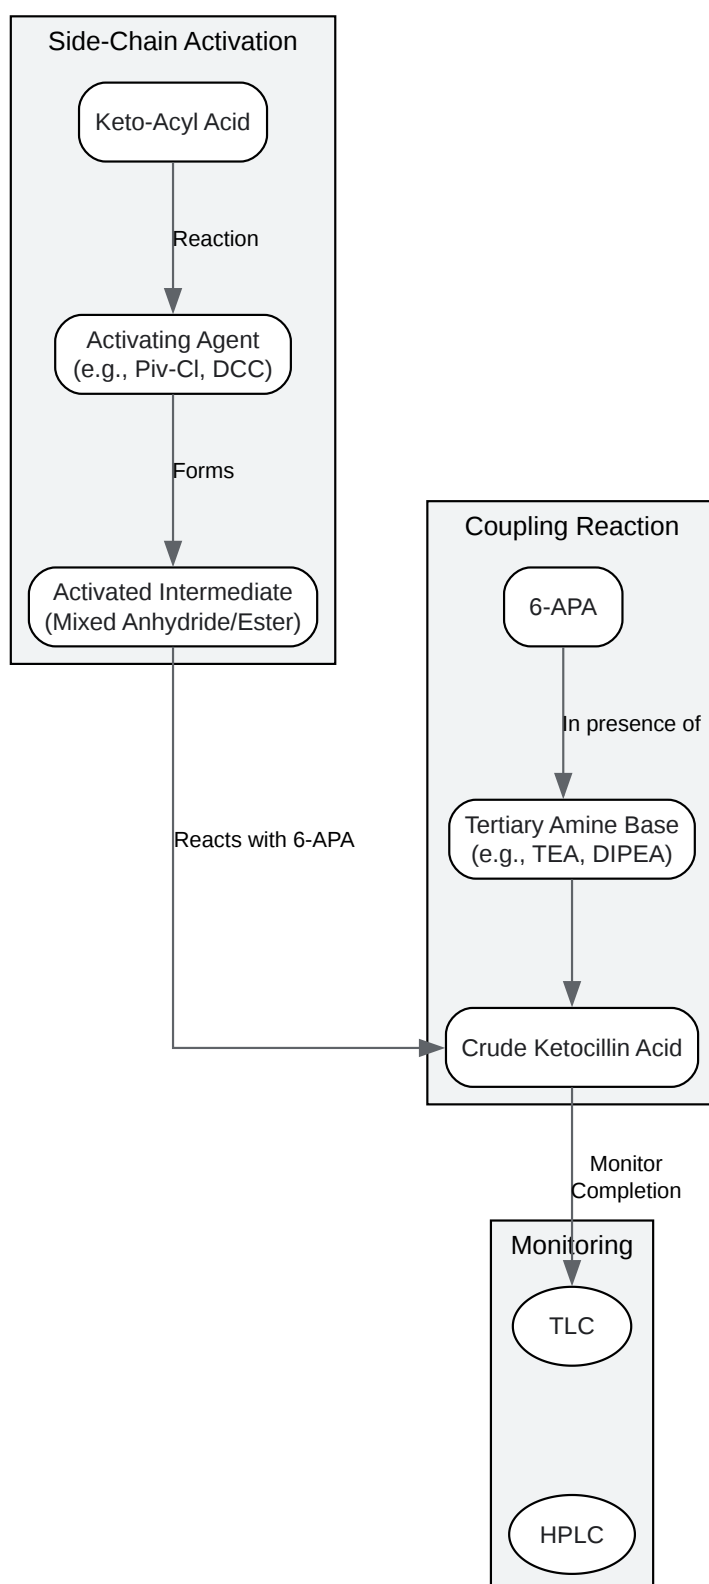 Side-Chain Activation
Keto-Acyl Acid
Reaction
Activating Agent
(e.g., Piv-Cl, DCC)
Forms
Activated Intermediate
(Mixed Anhydride/Ester)
Reacts with 6-APA
Coupling Reaction
6-APA
In presence of
Tertiary Amine Base
(e.g., TEA, DIPEA)
Crude Ketocillin Acid
Monitor
Completion
Monitoring
TLC
HPLC